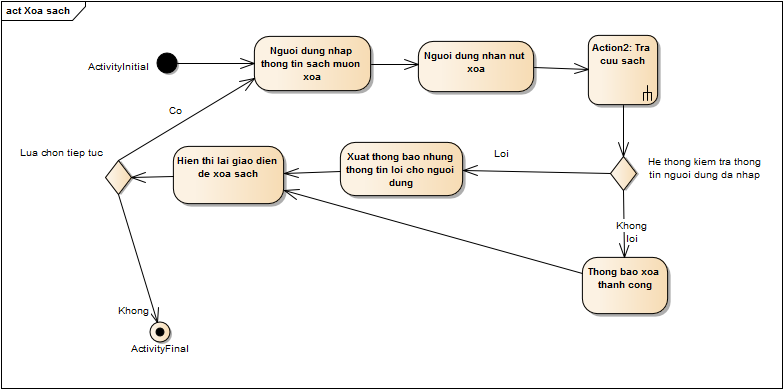 act Xoa sach
ActivityInitial
Nguoi dung nhap
thong tin sach muon
xoa
Nguoi dung nhan nut
xoa
Action2: Tra
cuu sach
Co
Lua chon tiep tuc
Hien thi lai giao dien
de xoa sach
Xuat thong bao nhung
thong tin loi cho nguoi
dung
Loi
He thong kiem tra thong
tin nguoi dung da nhap
Khong
loi
Thong bao xoa
thanh cong
Khong
ActivityFinal